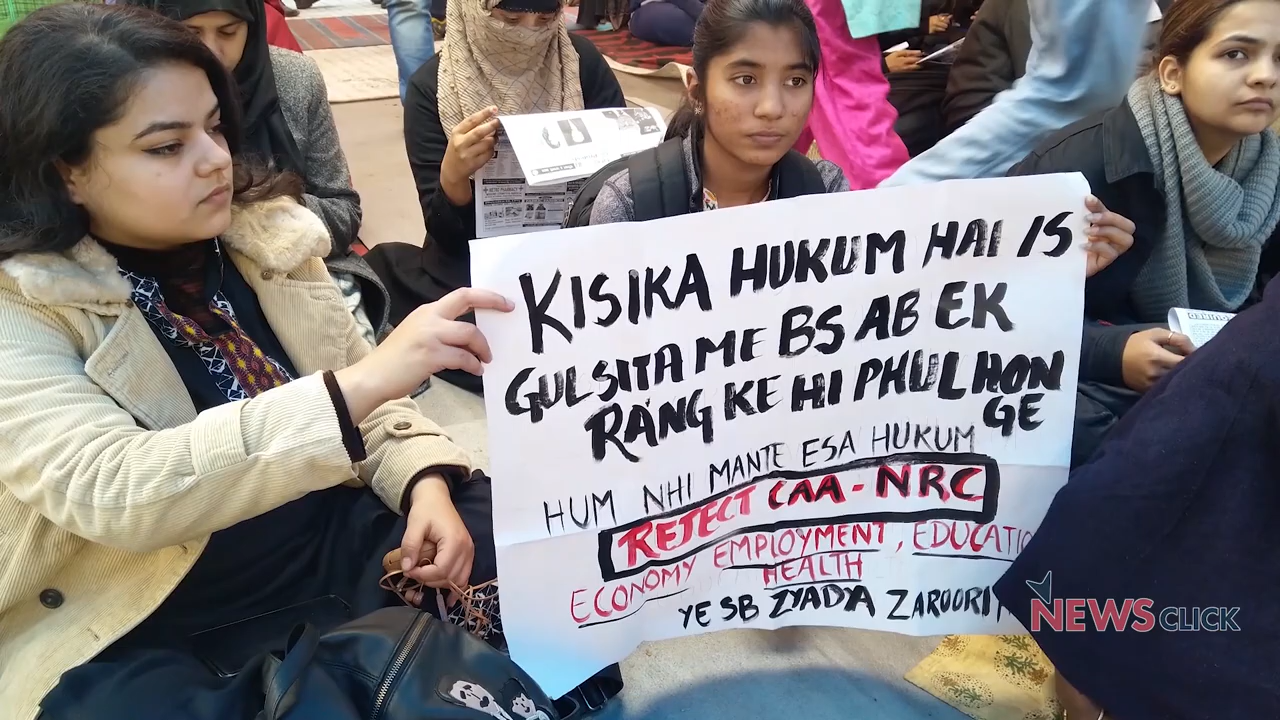 KISIKA HUKUM HAI IS
GULSITA ME BS AB EK
RANG KE HI PHUL HON
GE
HUM NHI MANTE ESA HUKUM
REJECT CAA - NRC
ECONOMY EMPLOYMENT, EDUCATIO
HEALTH
YE SB ZYADYA ZAROORI
NEWSCLICK